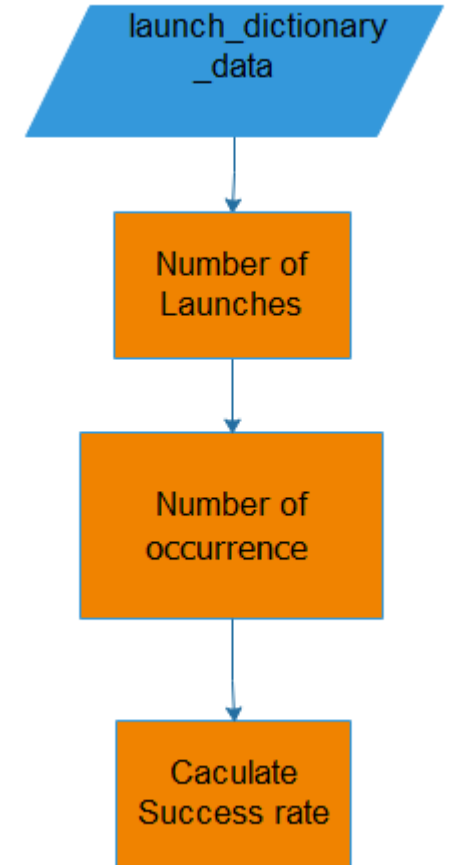 launch_dictionary
_data
Number of
Launches
Number of
occurrence
Caculate
Success rate